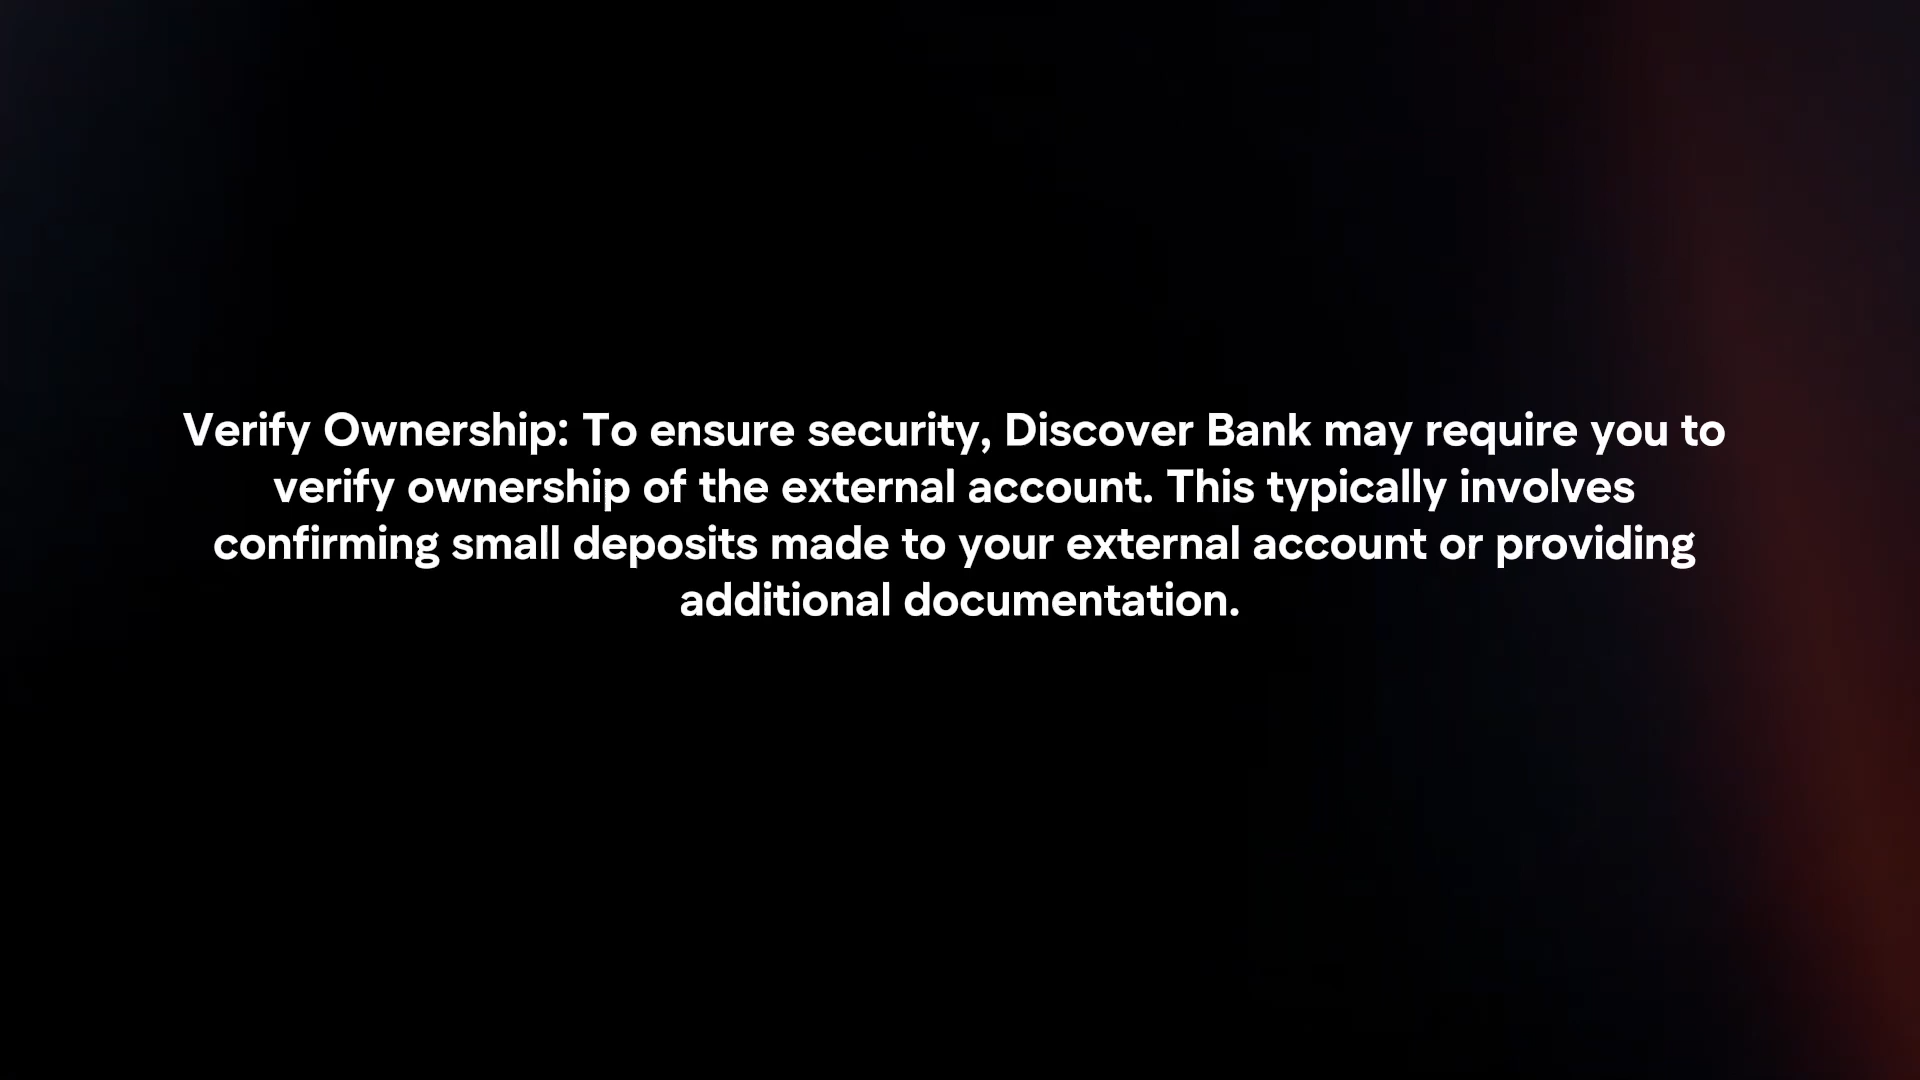 Verify Ownership: To ensure security, Discover Bank may require you to
verify ownership of the external account. This typically involves
confirming small deposits made to your external account or providing
additional documentation.